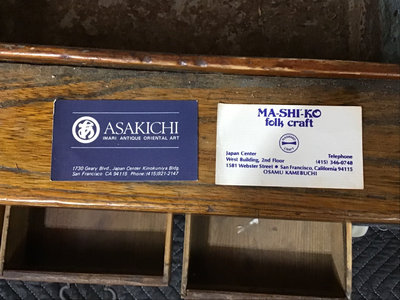 ASAKICHI
IMARI ANTIQUE ORIENTAL ART
1730 Geary Blvd., Japan Center Kinokuniya Bldg.
San Francisco, CA 94115 Phone:(415)921-2147
MA-SHI-KO
folk craft
Japan Center
West Building, 2nd Floor
1581 Webster Street • San Francisco, California 94115
Telephone
(415) 346-0748
OSAMU KAMEBUCHI